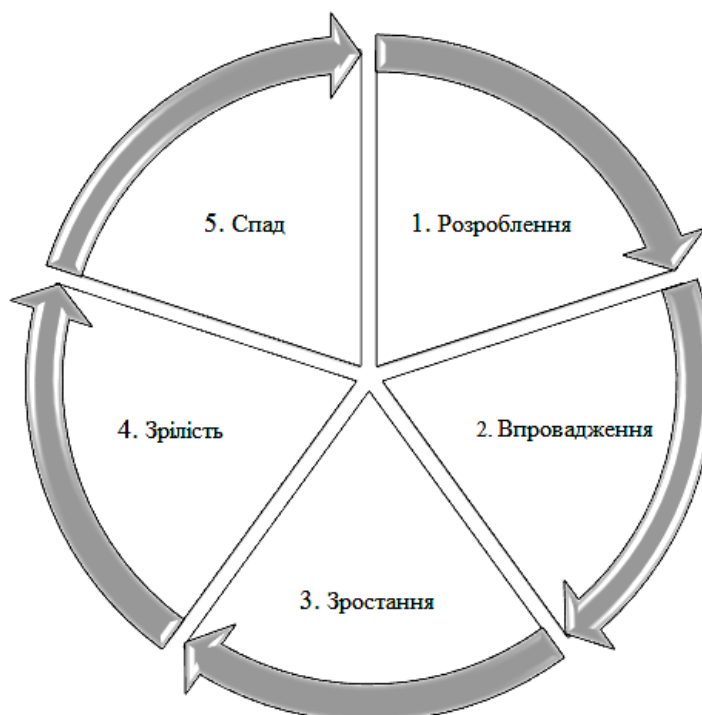 1. Розроблення
2. Впровадження
3. Зростання
4. Зрілість
5. Спад